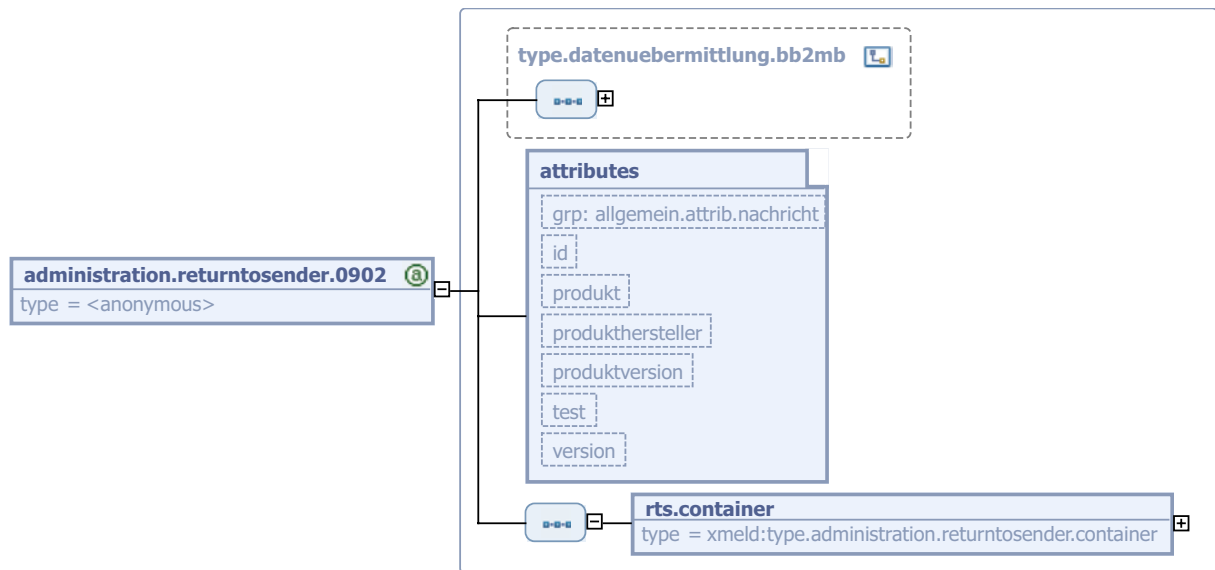 type.datenuebermittlung.bb2mb
attributes
grp: allgemein.attrib.nachricht
id
produkt
produkthersteller
produktversion
test
version
administration.returntosender.0902 @
type = <anonymous>
rts.container
type = xmeld:type.administration.returntosender.container